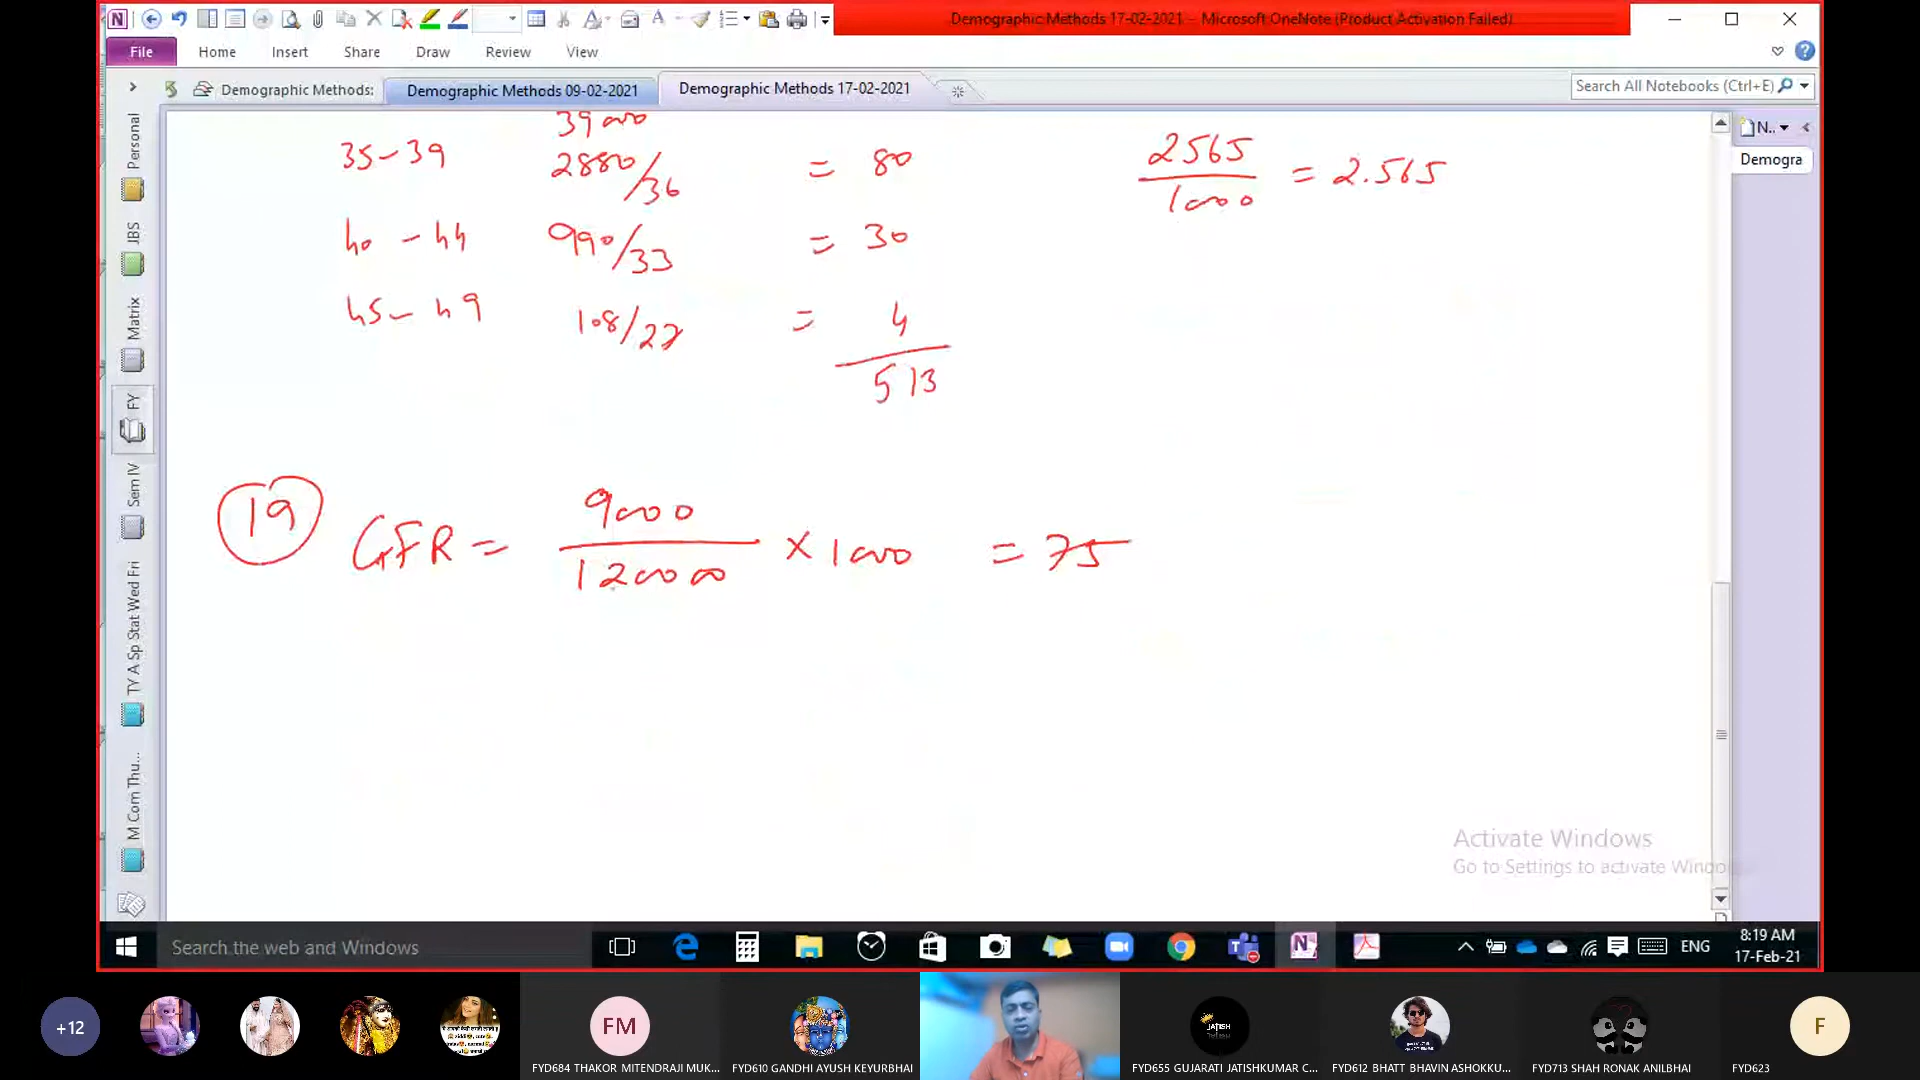 Demographic Methods 17-02-2021 - Microsoft OneNote (Product Activation Failed)
File Home Insert Share Draw Review View
Demographic Methods: Demographic Methods 09-02-2021 Demographic Methods 17-02-2021
Search All Notebooks (Ctrl+E)
N..
Demogra
Personal
JBS
Matrix
FY
Sem IV
TY A Sp Stat Wed Fri
M Com Thu...
39000
35-39 2880/36 = 80
40-44 990/33 = 30
45-49 108/27 = 4
513
2565
1000
= 2.565
19 GFR = 9000
120000
× 1000 = 75
Activate Windows
Go to Settings to activate Windo
Search the web and Windows
ENG
8:19 AM
17-Feb-21
+12
FM
JATISH
F
FYD684 THAKOR MITENDRAJI MUK...
FYD610 GANDHI AYUSH KEYURBHAI
FYD655 GUJARATI JATISHKUMAR C...
FYD612 BHATT BHAVIN ASHOKKU...
FYD713 SHAH RONAK ANILBHAI
FYD623